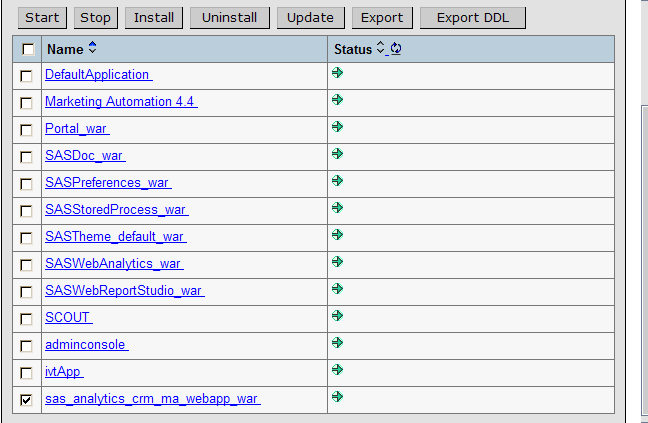 Start Stop Install Uninstall Update Export Export DDL
Name Status
DefaultApplication
Marketing Automation 4.4
Portal_war
SASDoc_war
SASPreferences_war
SASStoredProcess_war
SASTheme_default_war
SASWebAnalytics_war
SASWebReportStudio_war
SCOUT
adminconsole
ivtApp
sas_analytics_crm_ma_webapp_war